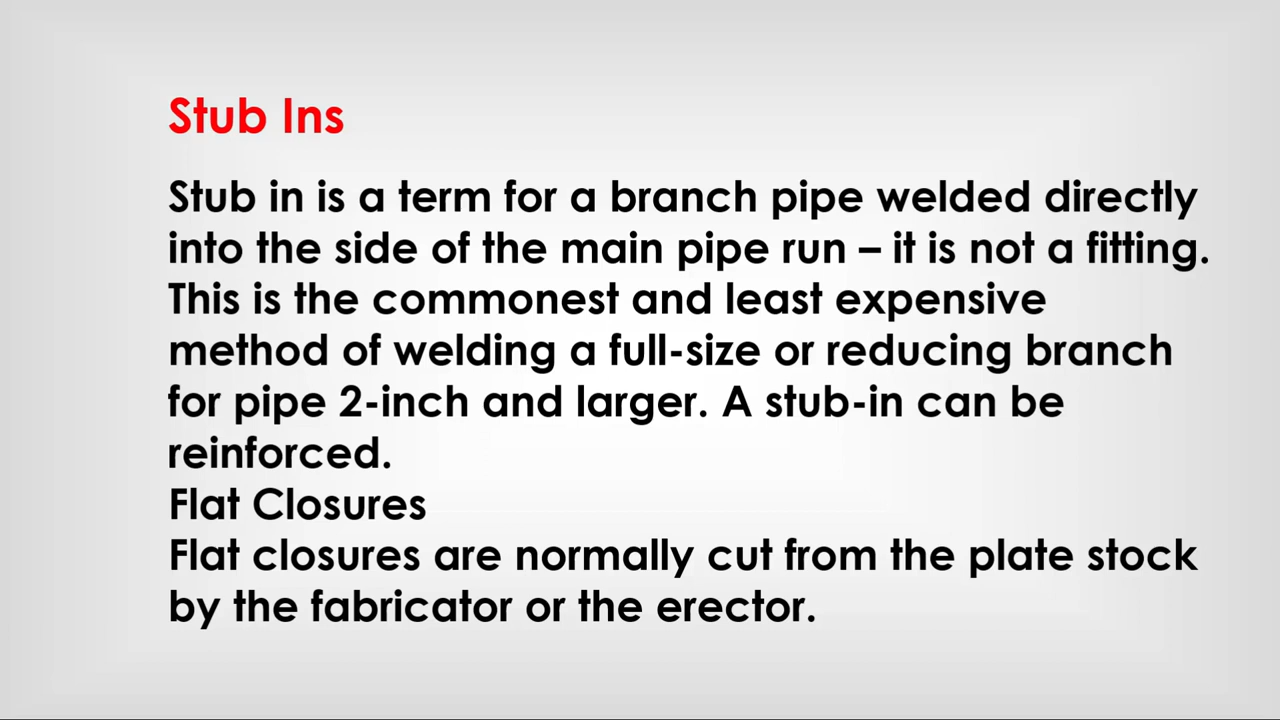 Stub Ins
Stub in is a term for a branch pipe welded directly
into the side of the main pipe run – it is not a fitting.
This is the commonest and least expensive
method of welding a full-size or reducing branch
for pipe 2-inch and larger. A stub-in can be
reinforced.
Flat Closures
Flat closures are normally cut from the plate stock
by the fabricator or the erector.